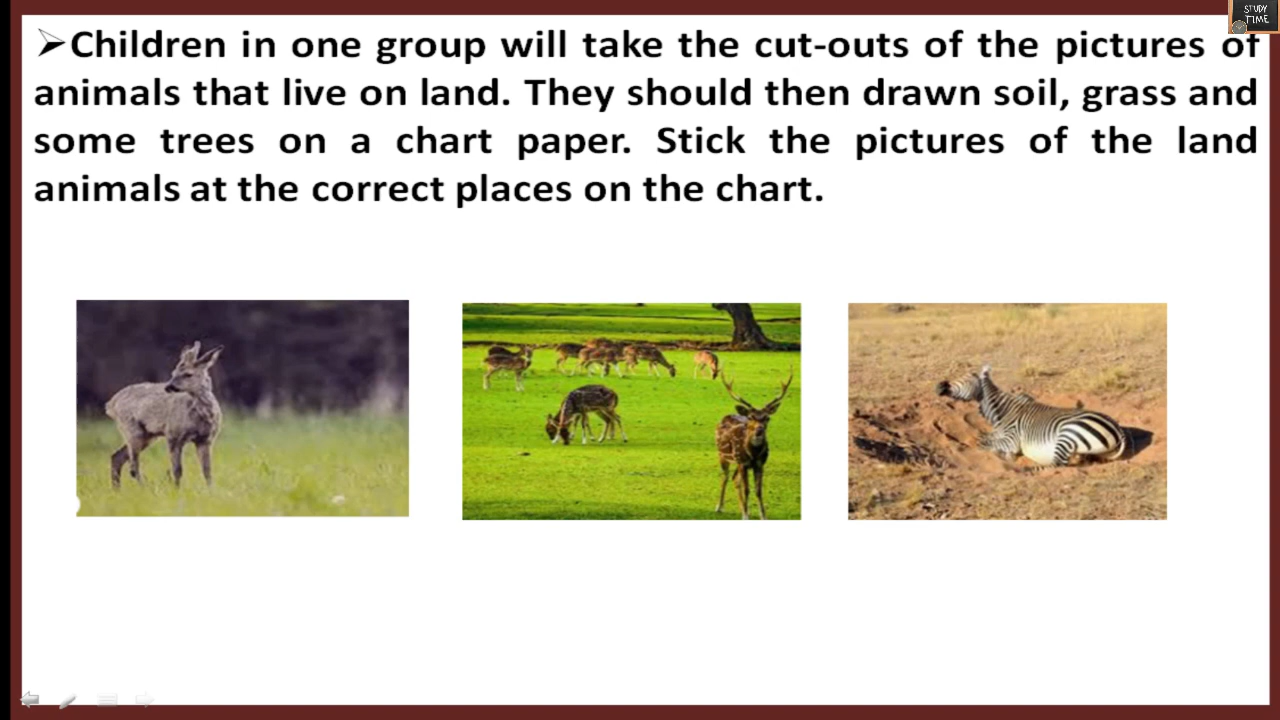 STUDY
TIME
➢Children in one group will take the cut-outs of the pictures of
animals that live on land. They should then drawn soil, grass and
some trees on a chart paper. Stick the pictures of the land
animals at the correct places on the chart.